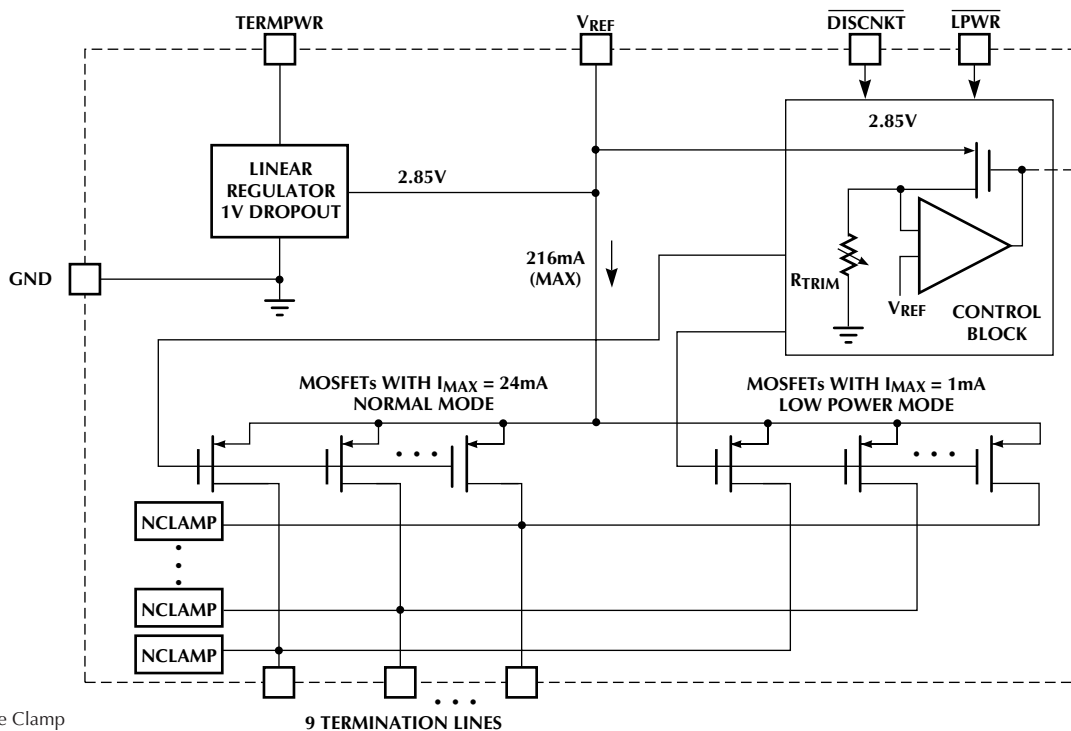 TERMPWR
VREF
DISCNKT
LPWR
LINEAR
REGULATOR
1V DROPOUT
2.85V
2.85V
GND
216mA
(MAX)
RTRIM
VREF
CONTROL
BLOCK
MOSFETs WITH IMAX = 24mA
NORMAL MODE
MOSFETs WITH IMAX = 1mA
LOW POWER MODE
NCLAMP
NCLAMP
NCLAMP
9 TERMINATION LINES
e Clamp